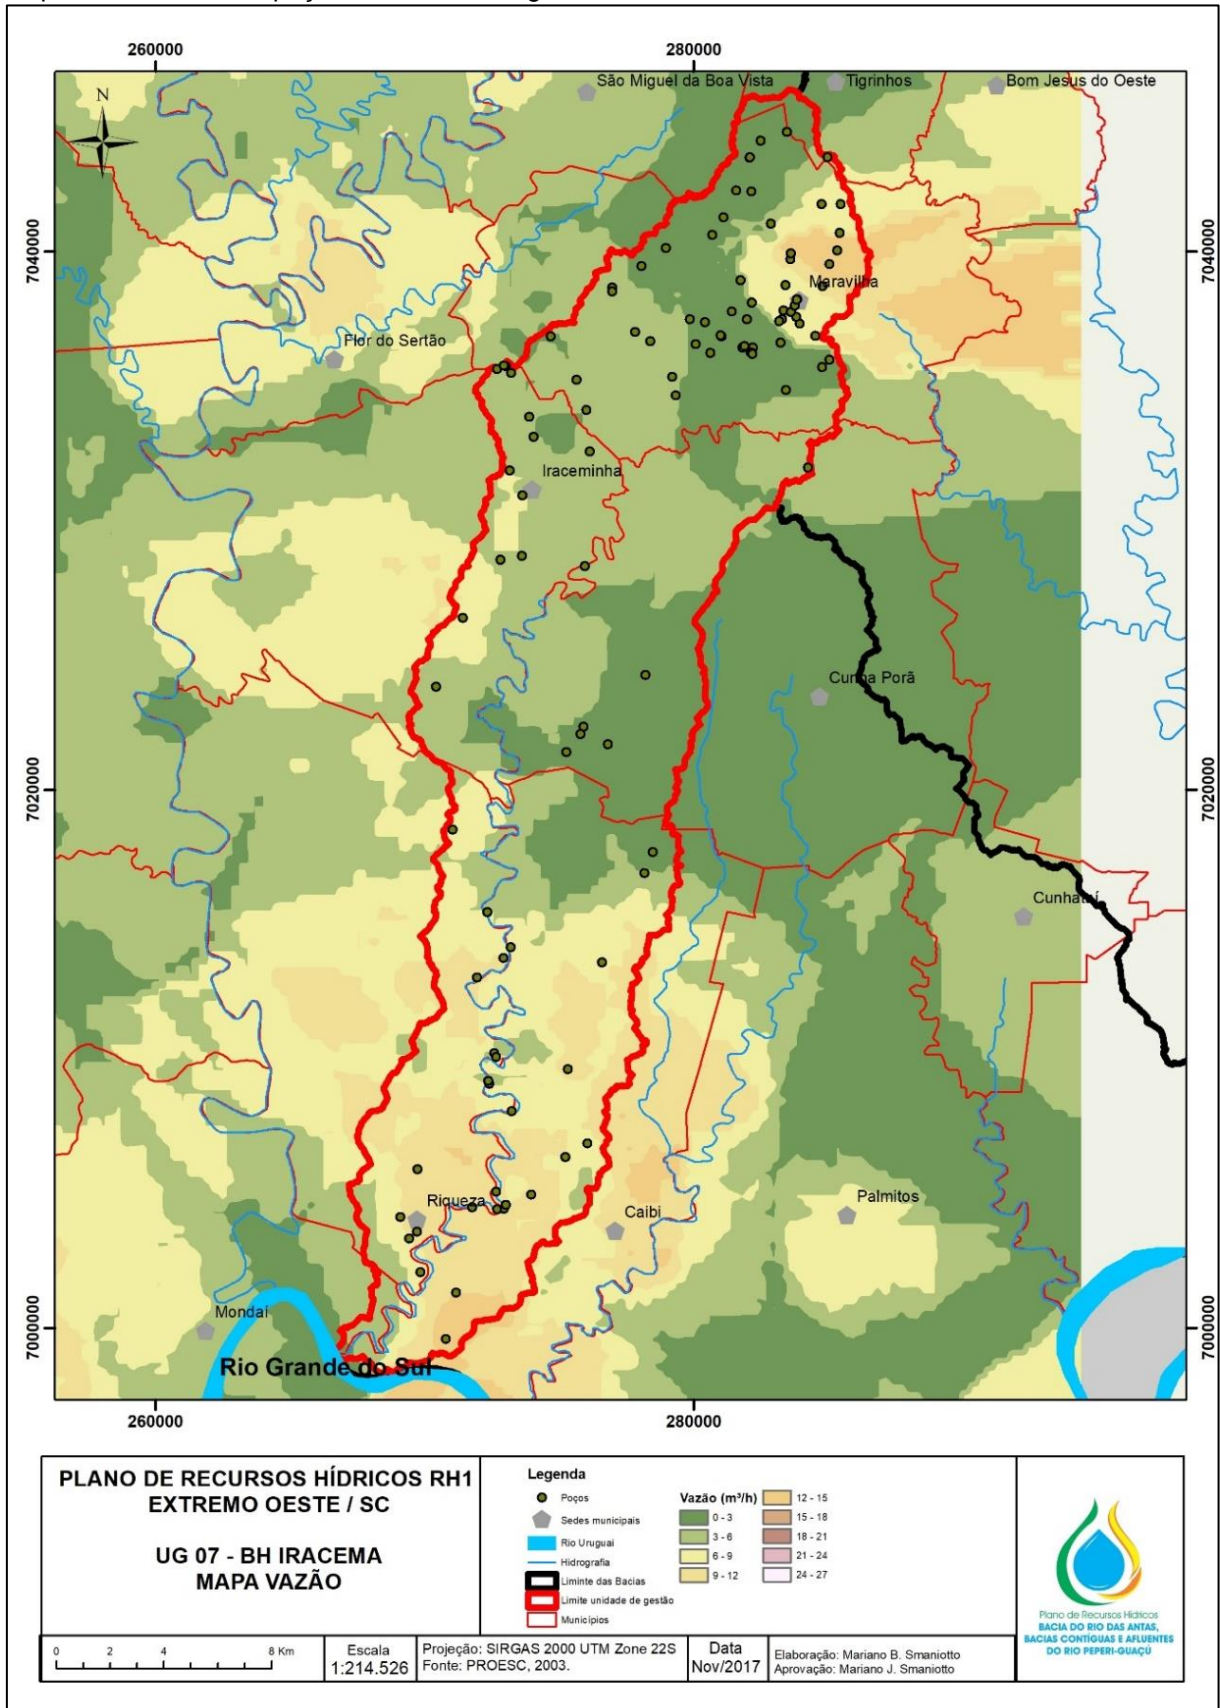 260000
280000
N
São Miguel da Boa Vista
Tigrinhos
Bom Jesus do Oeste
7040000
7040000
Maravilha
Flor do Sertão
Iraceminha
Cunha Porã
7020000
7020000
Cunhataí
Riqueza
Caibi
Palmitos
Mondaí
7000000
7000000
Rio Grande do Sul
260000
280000
PLANO DE RECURSOS HÍDRICOS RH1
EXTREMO OESTE / SC
UG 07 - BH IRACEMA
MAPA VAZÃO
Legenda
Poços
Sedes municipais
Rio Uruguai
Hidrografia
Liminte das Bacias
Limite unidade de gestão
Municípios
Vazão (m³/h)
0 - 3
3 - 6
6 - 9
9 - 12
12 - 15
15 - 18
18 - 21
21 - 24
24 - 27
Plano de Recursos Hídricos
BACIA DO RIO DAS ANTAS,
BACIAS CONTÍGUAS E AFLUENTES
DO RIO PEPERI-GUAÇÚ
0 2 4 8 Km
Escala
1:214.526
Projeção: SIRGAS 2000 UTM Zone 22S
Fonte: PROESC, 2003.
Data
Nov/2017
Elaboração: Mariano B. Smaniotto
Aprovação: Mariano J. Smaniotto